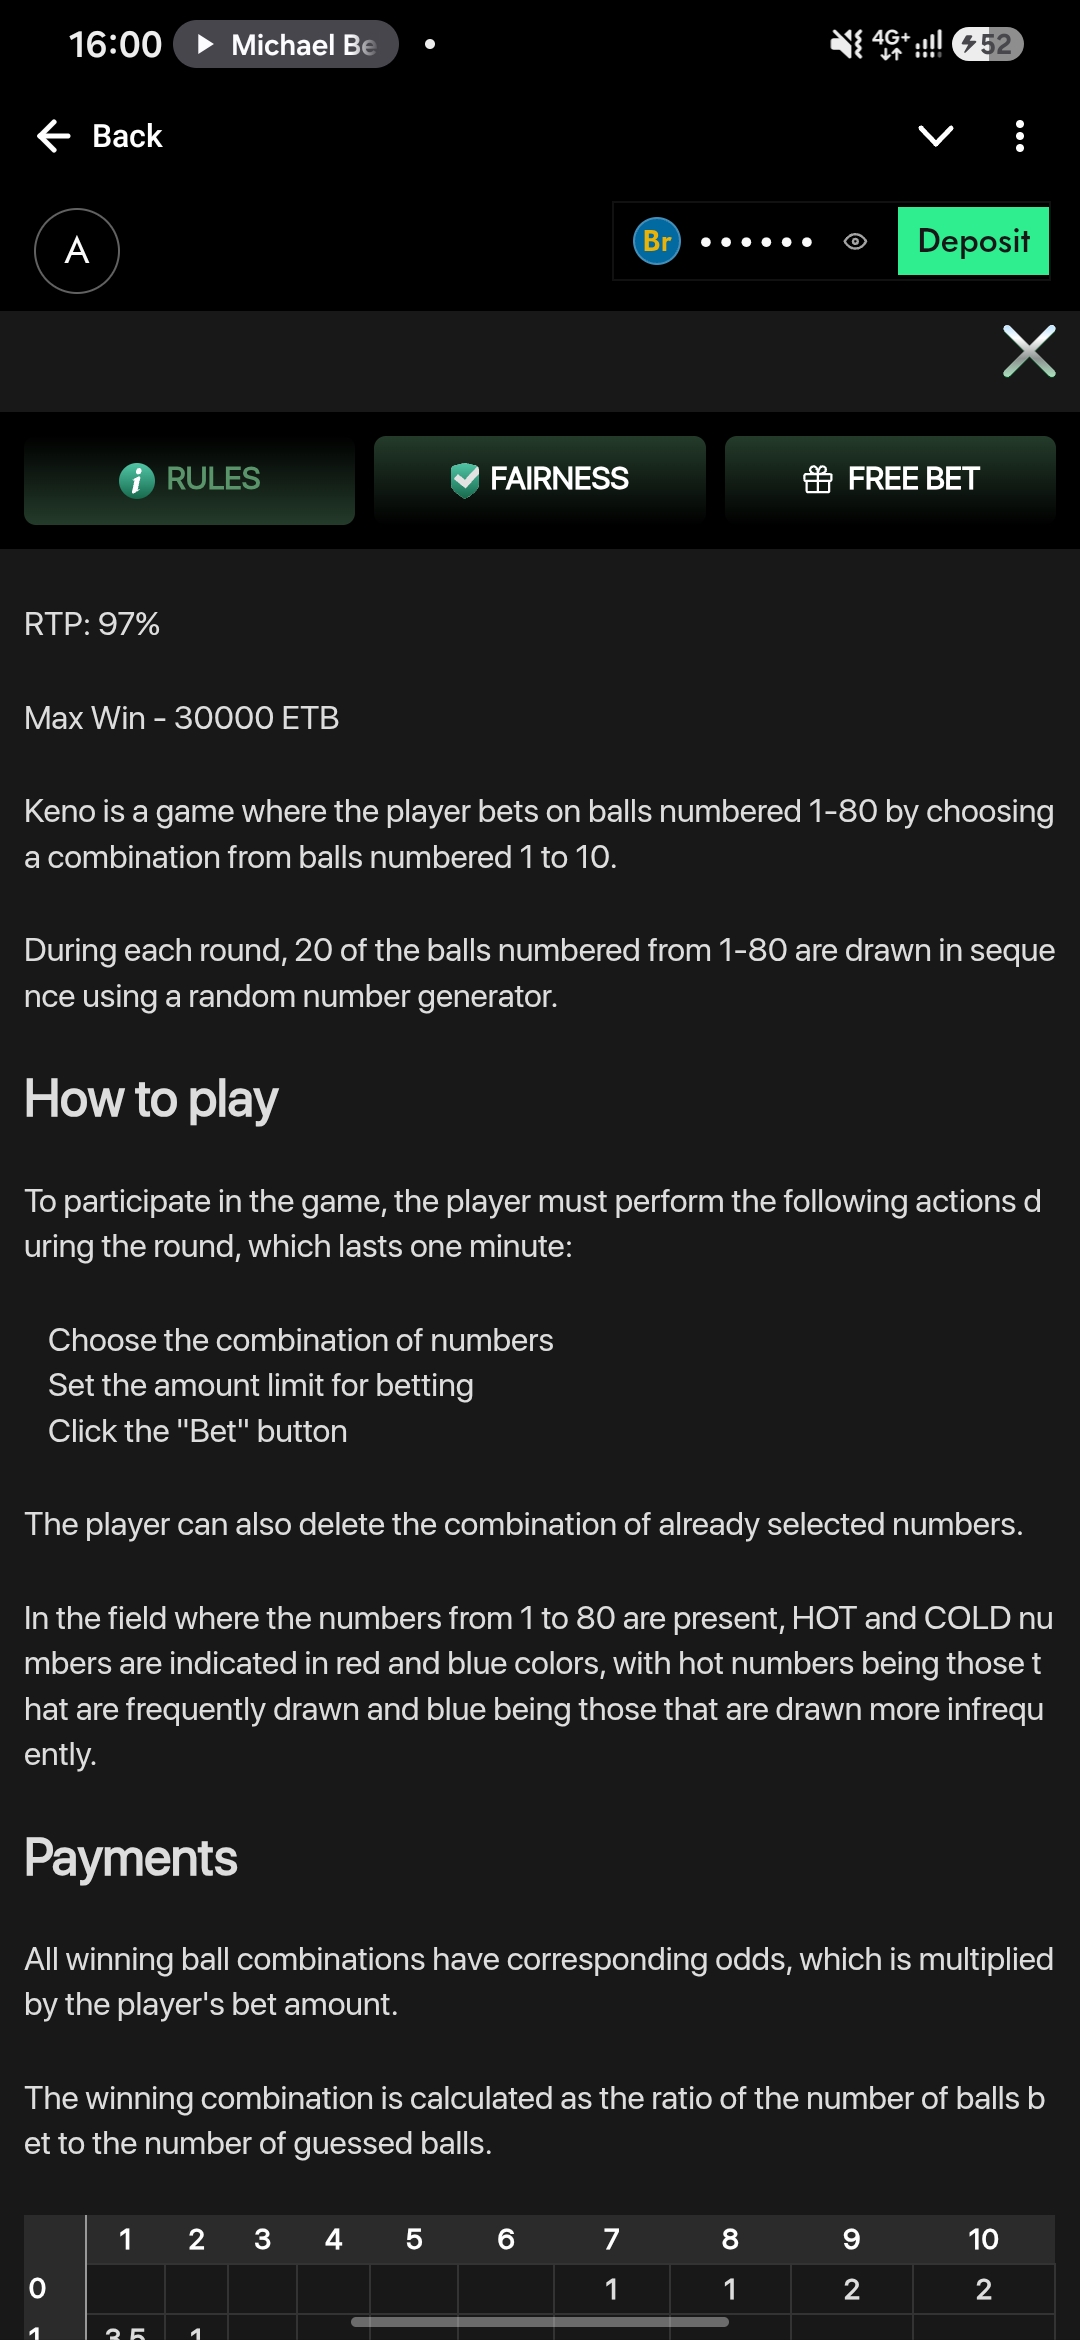 16:00 Michael Be 4G+ 52
Back
A Br Deposit
RULES FAIRNESS FREE BET
RTP: 97%
Max Win - 30000 ETB
Keno is a game where the player bets on balls numbered 1-80 by choosing
a combination from balls numbered 1 to 10.
During each round, 20 of the balls numbered from 1-80 are drawn in seque
nce using a random number generator.
How to play
To participate in the game, the player must perform the following actions d
uring the round, which lasts one minute:
Choose the combination of numbers
Set the amount limit for betting
Click the "Bet" button
The player can also delete the combination of already selected numbers.
In the field where the numbers from 1 to 80 are present, HOT and COLD nu
mbers are indicated in red and blue colors, with hot numbers being those t
hat are frequently drawn and blue being those that are drawn more infrequ
ently.
Payments
All winning ball combinations have corresponding odds, which is multiplied
by the player's bet amount.
The winning combination is calculated as the ratio of the number of balls b
et to the number of guessed balls.
1 2 3 4 5 6 7 8 9 10
0 1 1 2 2
1 3.5 1